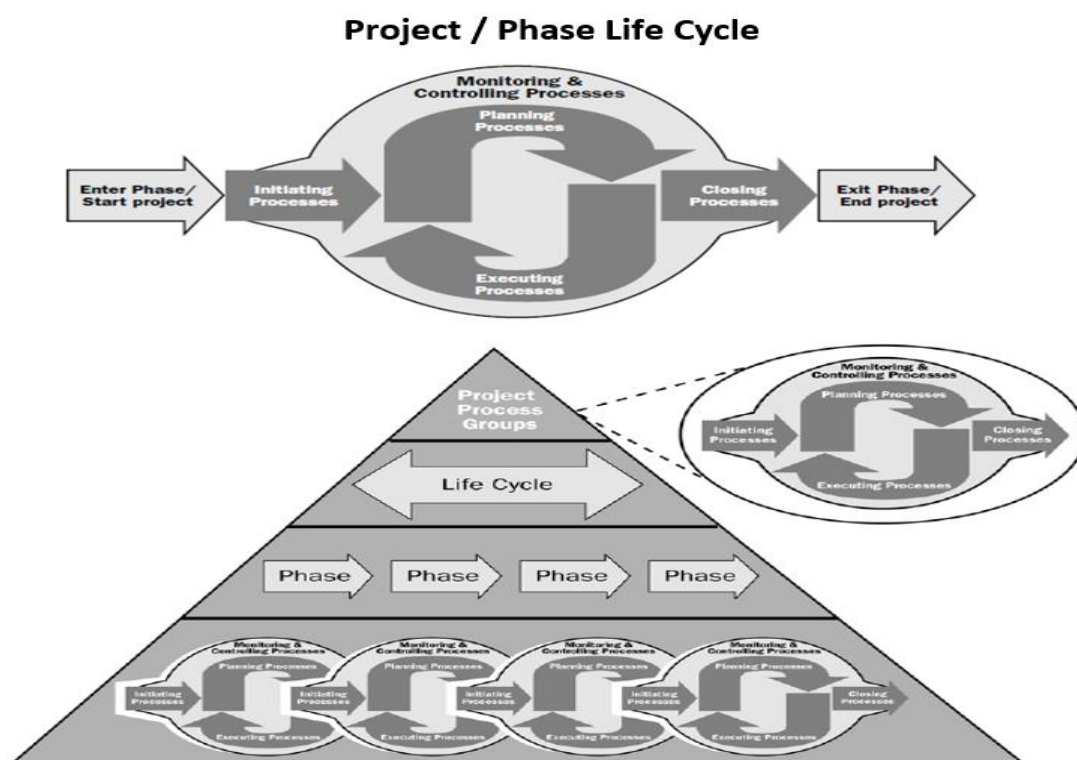 Project / Phase Life Cycle
Monitoring &
Controlling Processes
Planning
Processes
Enter Phase/
Start project
Initiating
Processes
Closing
Processes
Exit Phase/
End project
Executing
Processes
Project
Process
Groups
Monitoring &
Controlling Processes
Planning Processes
Initiating
Processes
Closing
Processes
Executing Processes
Life Cycle
Phase
Phase
Phase
Phase
Monitoring &
Controlling Processes
Planning Processes
Initiating
Processes
Executing Processes
Monitoring &
Controlling Processes
Planning Processes
Initiating
Processes
Executing Processes
Monitoring &
Controlling Processes
Planning Processes
Initiating
Processes
Executing Processes
Monitoring &
Controlling Processes
Planning Processes
Initiating
Processes
Closing
Processes
Executing Processes